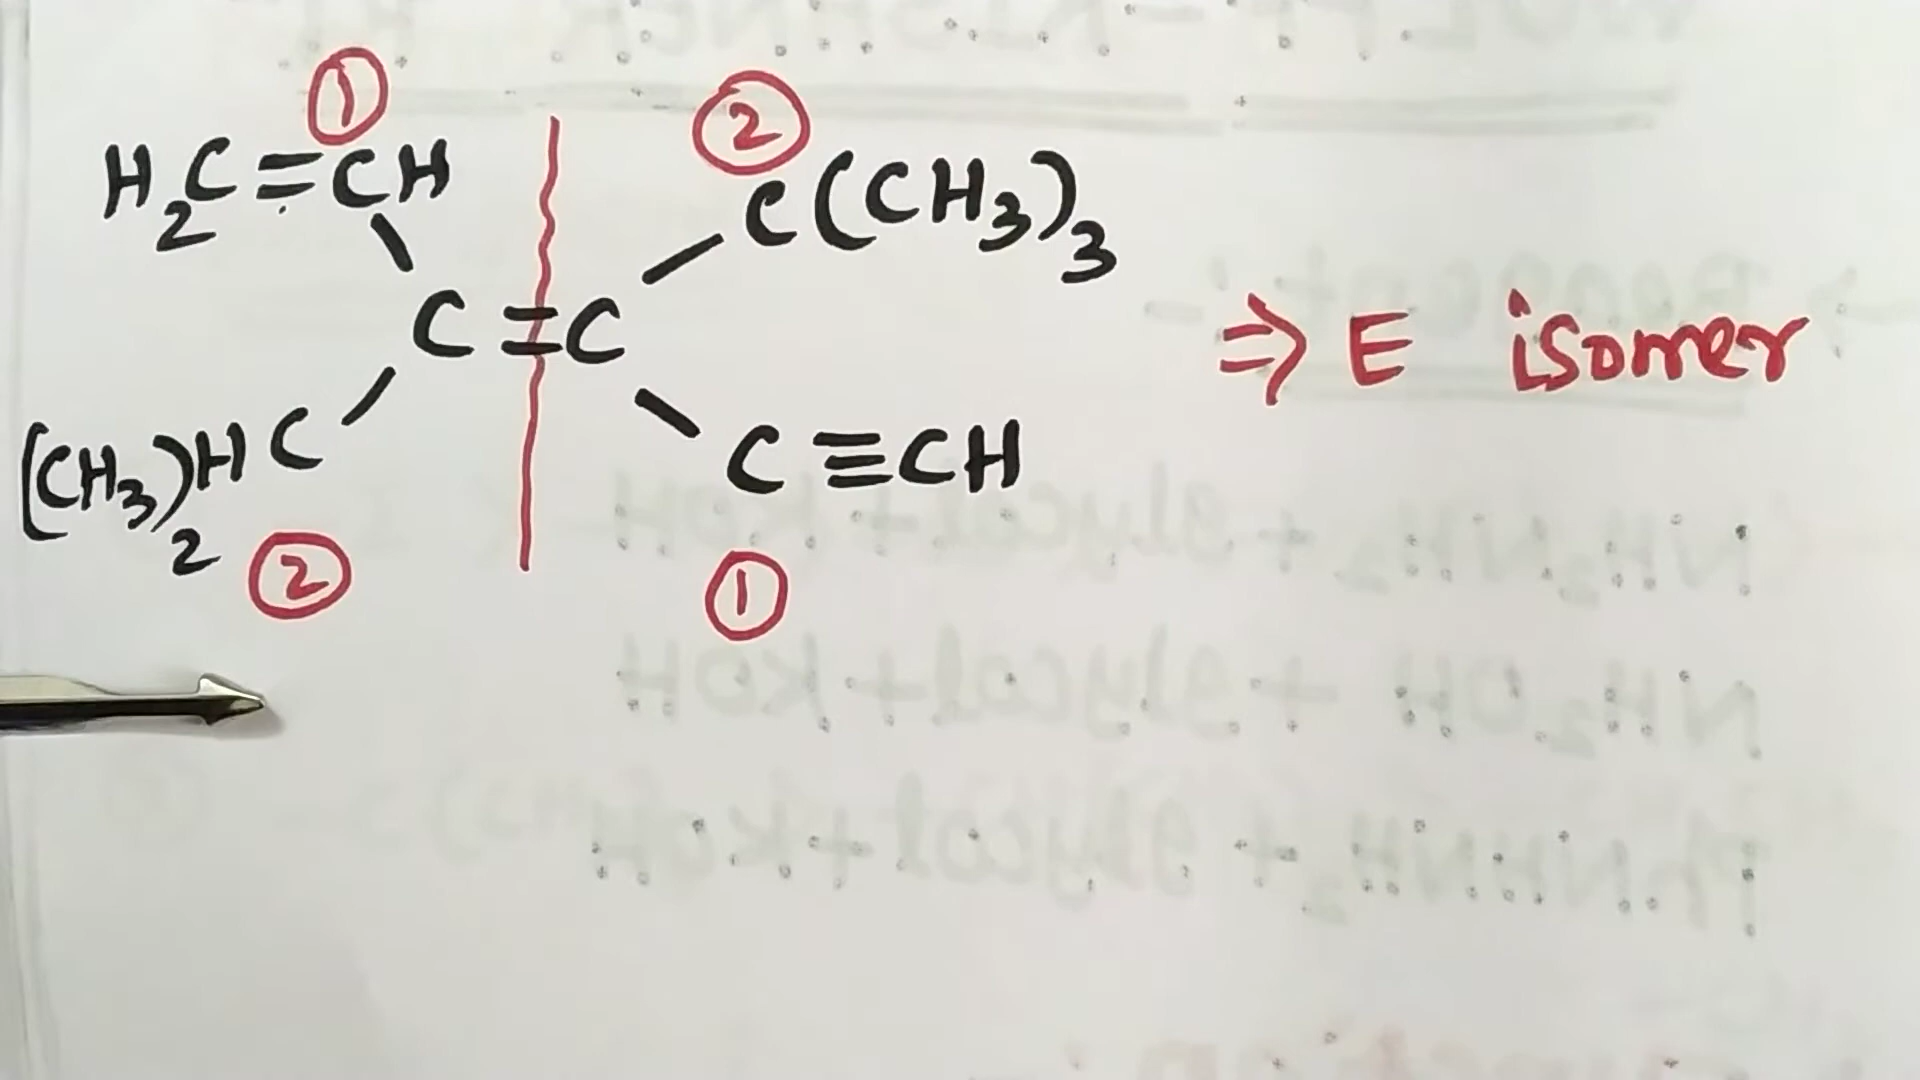 ① ②
H₂C=CH C(CH₃)₃
C=C ⇒ E isomer
(CH₃)₂HC C≡CH
② ①